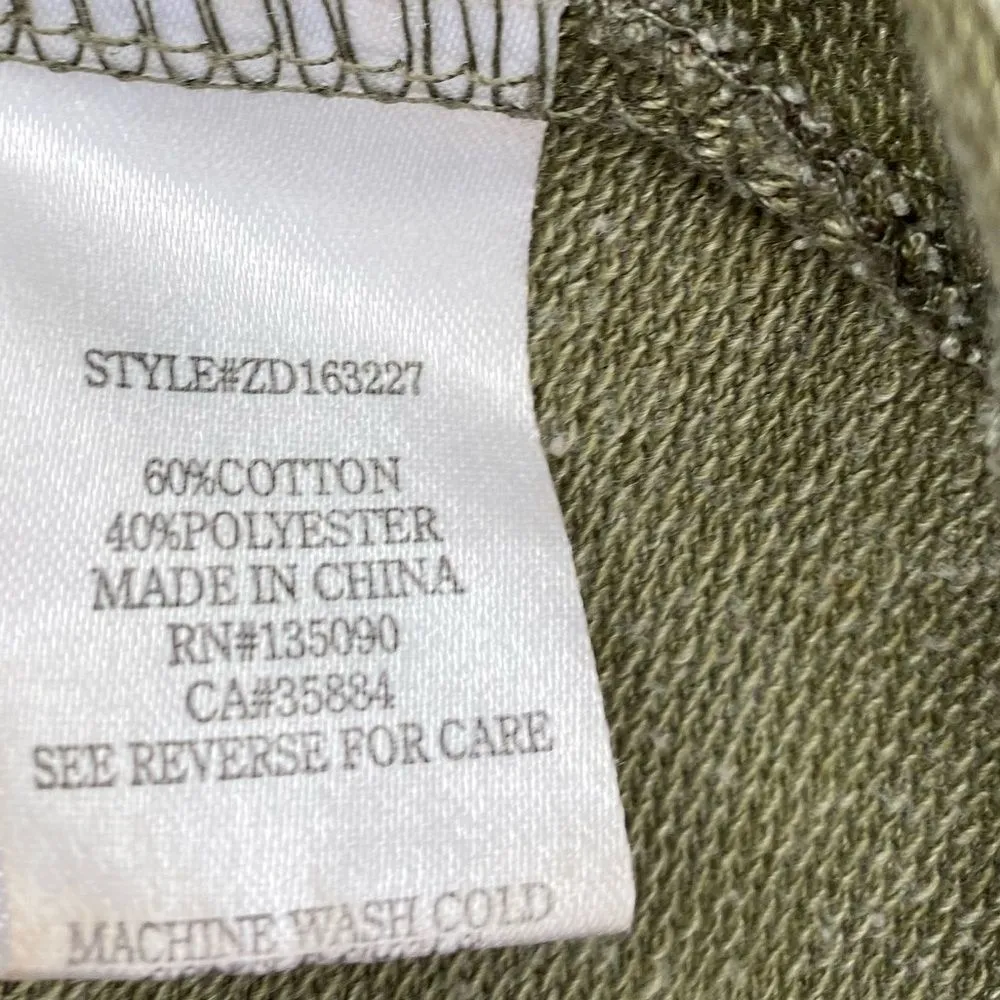 STYLE#ZD163227
60%COTTON
40%POLYESTER
MADE IN CHINA
RN#135090
CA#35884
SEE REVERSE FOR CARE
MACHINE WASH COLD